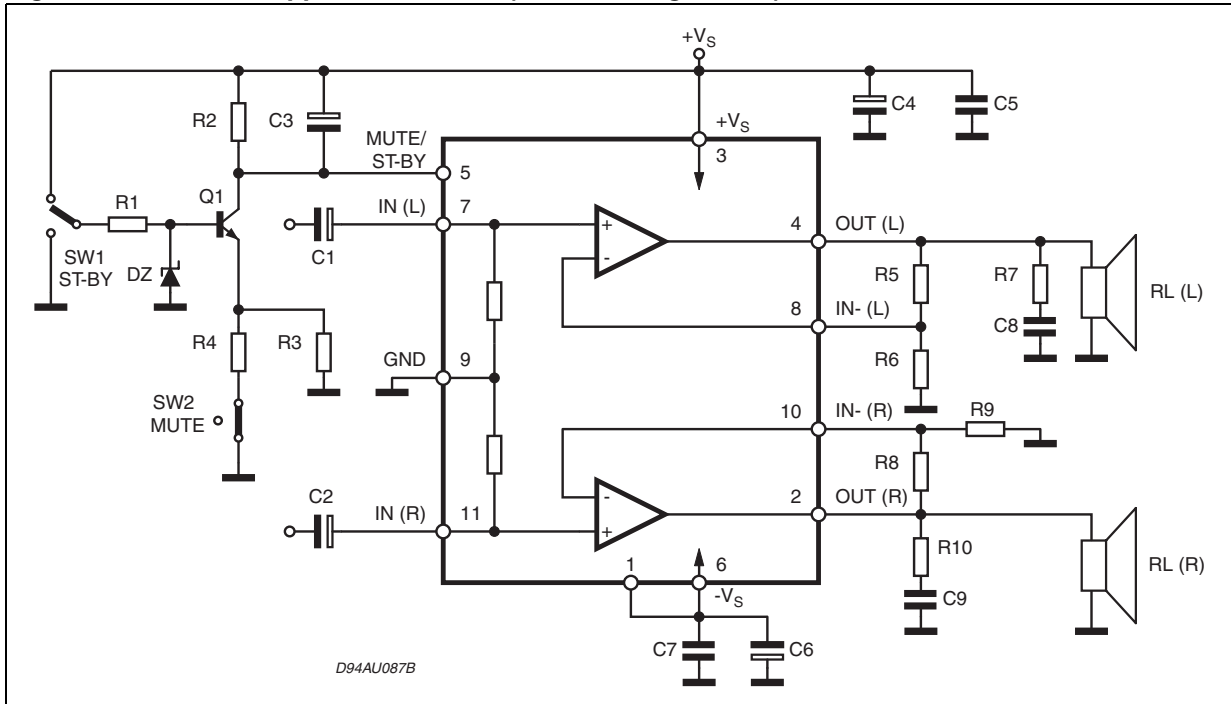 +VS
R2
C3
C4
C5
MUTE/
ST-BY
5
+VS
3
R1
Q1
IN (L)
7
C1
+
-
4
OUT (L)
SW1
ST-BY
DZ
R5
R7
RL (L)
8
IN- (L)
C8
R4
R3
GND
9
R6
SW2
MUTE
10
IN- (R)
R9
R8
C2
IN (R)
11
-
+
2
OUT (R)
R10
RL (R)
1
6
-VS
C9
C7
C6
D94AU087B